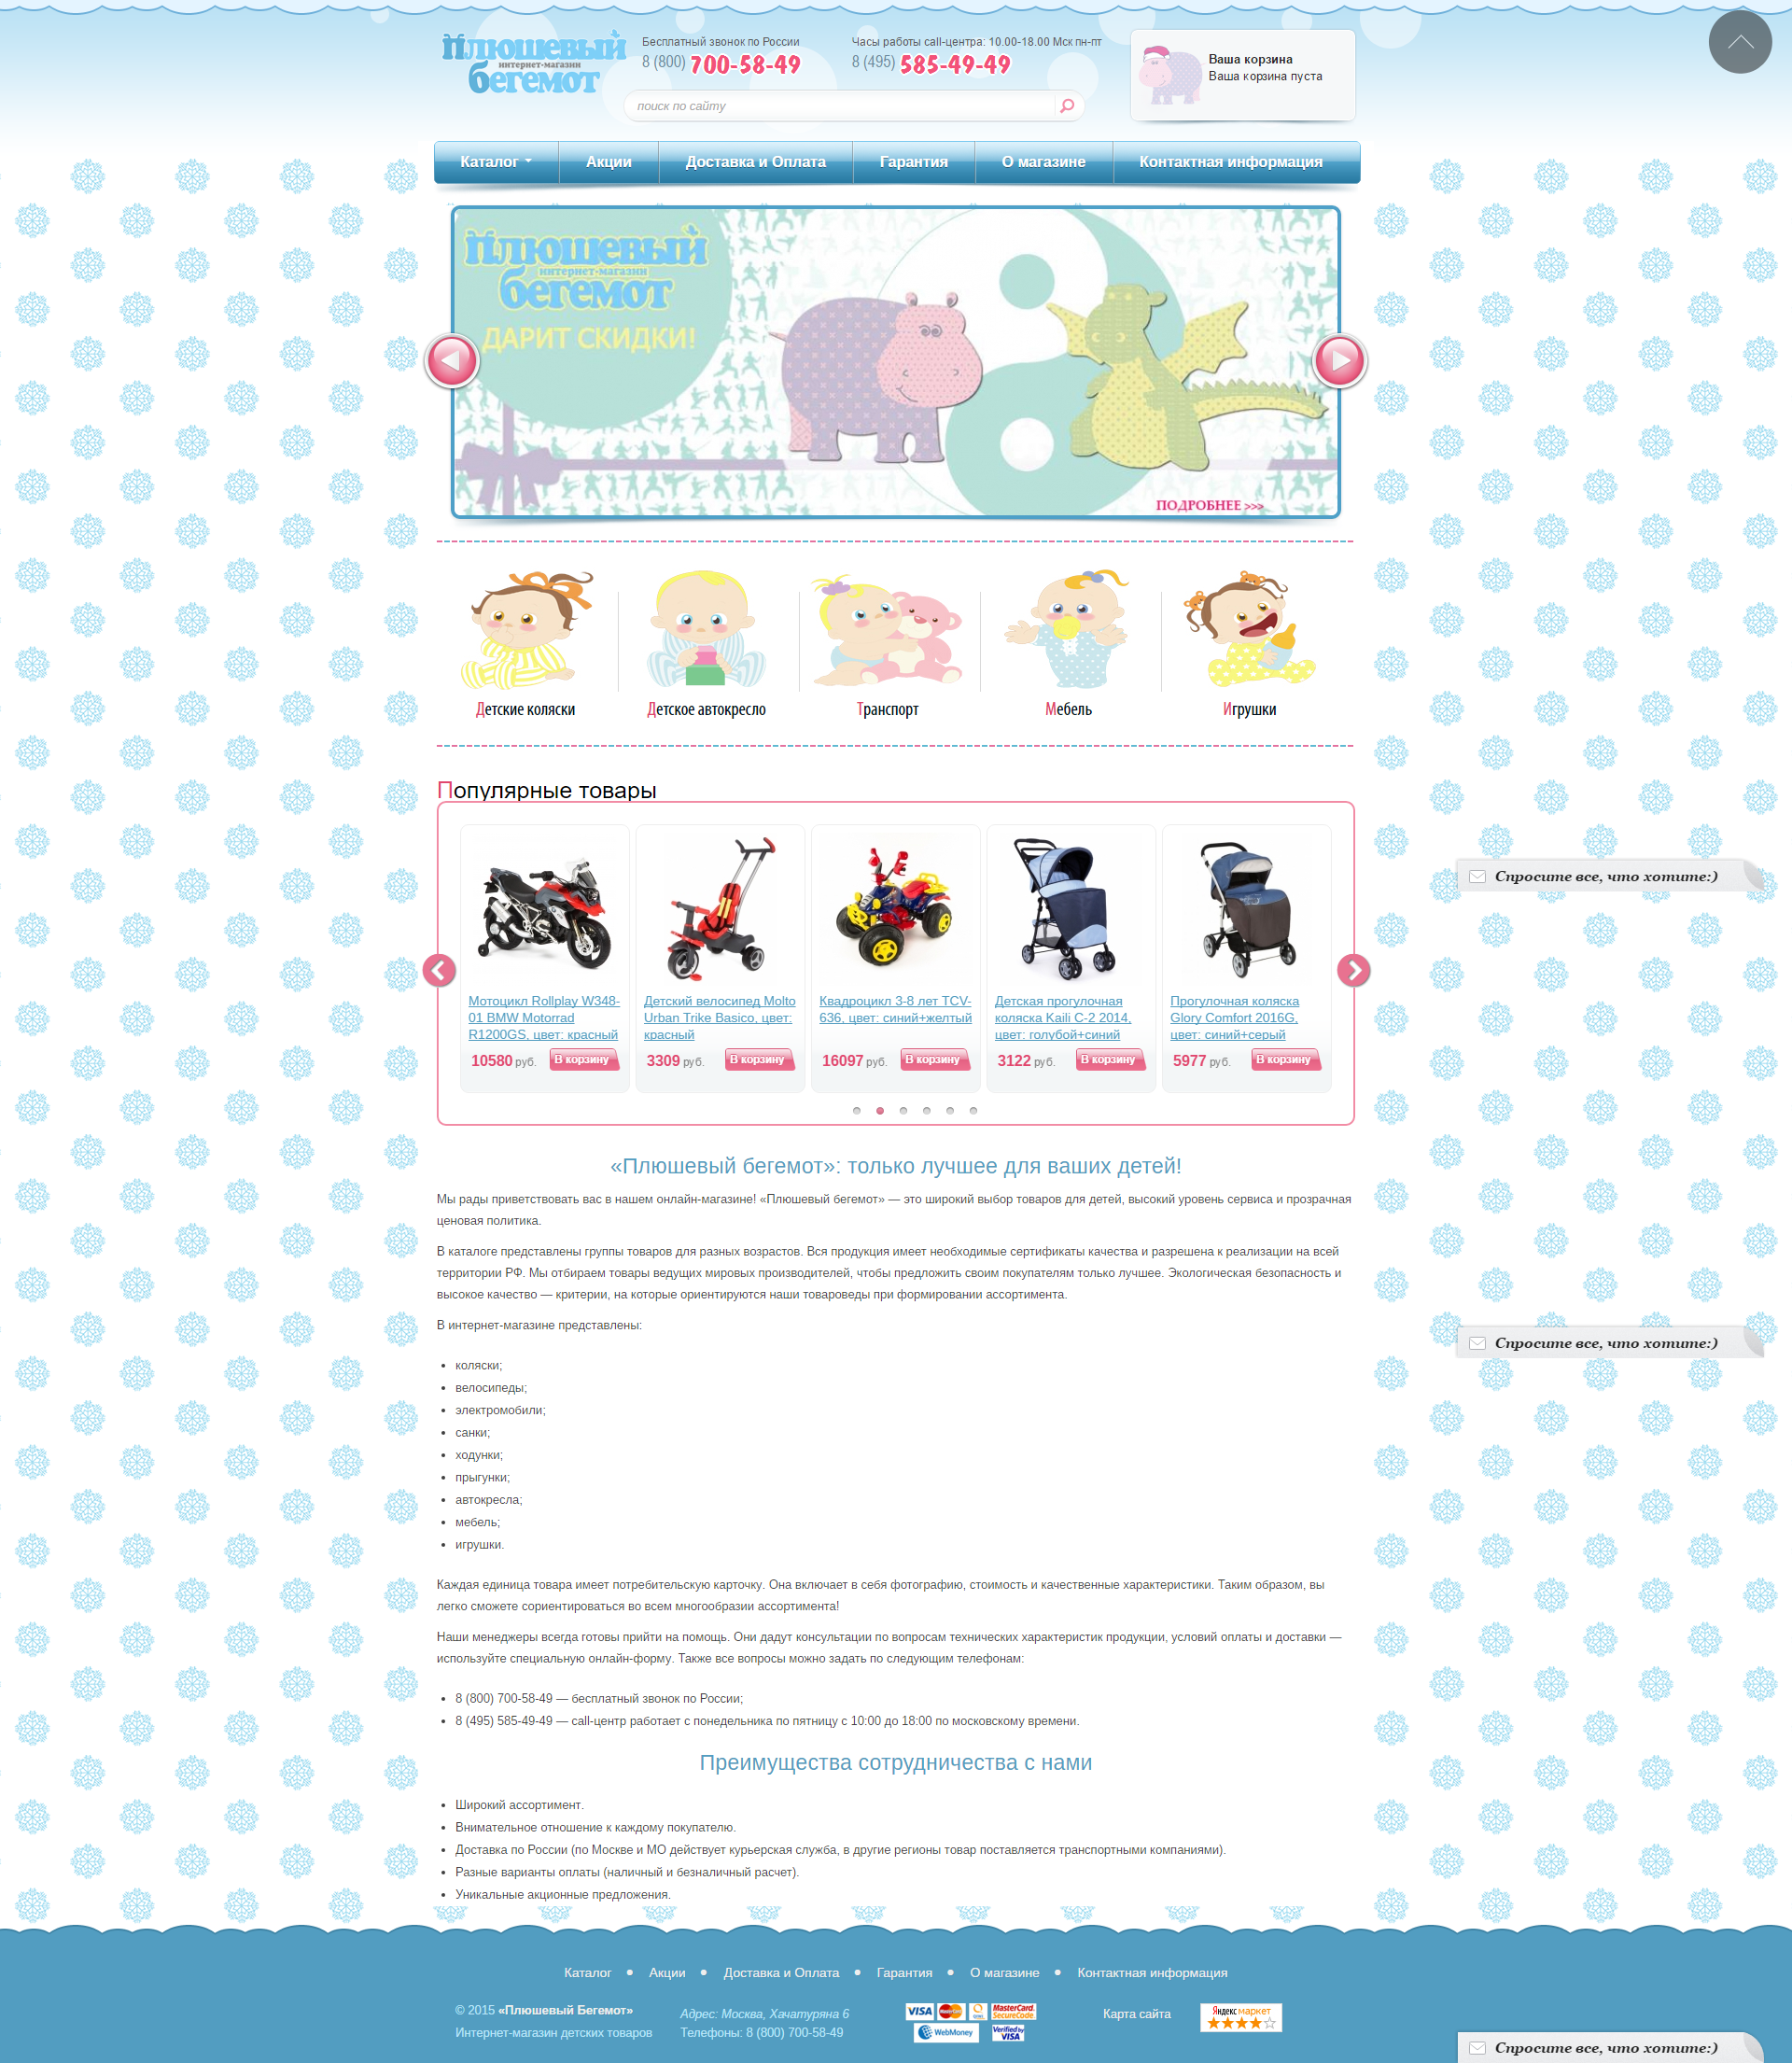 Плюшевый
интернет-магазин
бегемот
Бесплатный звонок по России
8 (800) 700-58-49
Часы работы call-центра: 10.00-18.00 Мск пн-пт
8 (495) 585-49-49
поиск по сайту
Ваша корзина
Ваша корзина пуста
Каталог
Акции
Доставка и Оплата
Гарантия
О магазине
Контактная информация
Плюшевый
интернет-магазин
бегемот
ДАРИТ СКИДКИ!
ПОДРОБНЕЕ >>>
Детские коляски
Детское автокресло
Транспорт
Мебель
Игрушки
Популярные товары
Мотоцикл Rollplay W348-
01 BMW Motorrad
R1200GS, цвет: красный
10580 руб.
В корзину
Детский велосипед Molto
Urban Trike Basico, цвет:
красный
3309 руб.
В корзину
Квадроцикл 3-8 лет TCV-
636, цвет: синий+желтый
16097 руб.
В корзину
Детская прогулочная
коляска Kaili C-2 2014,
цвет: голубой+синий
3122 руб.
В корзину
Прогулочная коляска
Glory Comfort 2016G,
цвет: синий+серый
5977 руб.
В корзину
Спросите все, что хотите:)
«Плюшевый бегемот»: только лучшее для ваших детей!
Мы рады приветствовать вас в нашем онлайн-магазине! «Плюшевый бегемот» — это широкий выбор товаров для детей, высокий уровень сервиса и прозрачная
ценовая политика.
В каталоге представлены группы товаров для разных возрастов. Вся продукция имеет необходимые сертификаты качества и разрешена к реализации на всей
территории РФ. Мы отбираем товары ведущих мировых производителей, чтобы предложить своим покупателям только лучшее. Экологическая безопасность и
высокое качество — критерии, на которые ориентируются наши товароведы при формировании ассортимента.
В интернет-магазине представлены:
Спросите все, что хотите:)
коляски;
велосипеды;
электромобили;
санки;
ходунки;
прыгунки;
автокресла;
мебель;
игрушки.
Каждая единица товара имеет потребительскую карточку. Она включает в себя фотографию, стоимость и качественные характеристики. Таким образом, вы
легко сможете сориентироваться во всем многообразии ассортимента!
Наши менеджеры всегда готовы прийти на помощь. Они дадут консультации по вопросам технических характеристик продукции, условий оплаты и доставки —
используйте специальную онлайн-форму. Также все вопросы можно задать по следующим телефонам:
8 (800) 700-58-49 — бесплатный звонок по России;
8 (495) 585-49-49 — call-центр работает с понедельника по пятницу с 10:00 до 18:00 по московскому времени.
Преимущества сотрудничества с нами
Широкий ассортимент.
Внимательное отношение к каждому покупателю.
Доставка по России (по Москве и МО действует курьерская служба, в другие регионы товар поставляется транспортными компаниями).
Разные варианты оплаты (наличный и безналичный расчет).
Уникальные акционные предложения.
Каталог
Акции
Доставка и Оплата
Гарантия
О магазине
Контактная информация
© 2015 «Плюшевый Бегемот»
Интернет-магазин детских товаров
Адрес: Москва, Хачатуряна 6
Телефоны: 8 (800) 700-58-49
VISA
MasterCard.
SecureCode
WebMoney
Verified by
VISA
Карта сайта
Яндекс маркет
Спросите все, что хотите:)